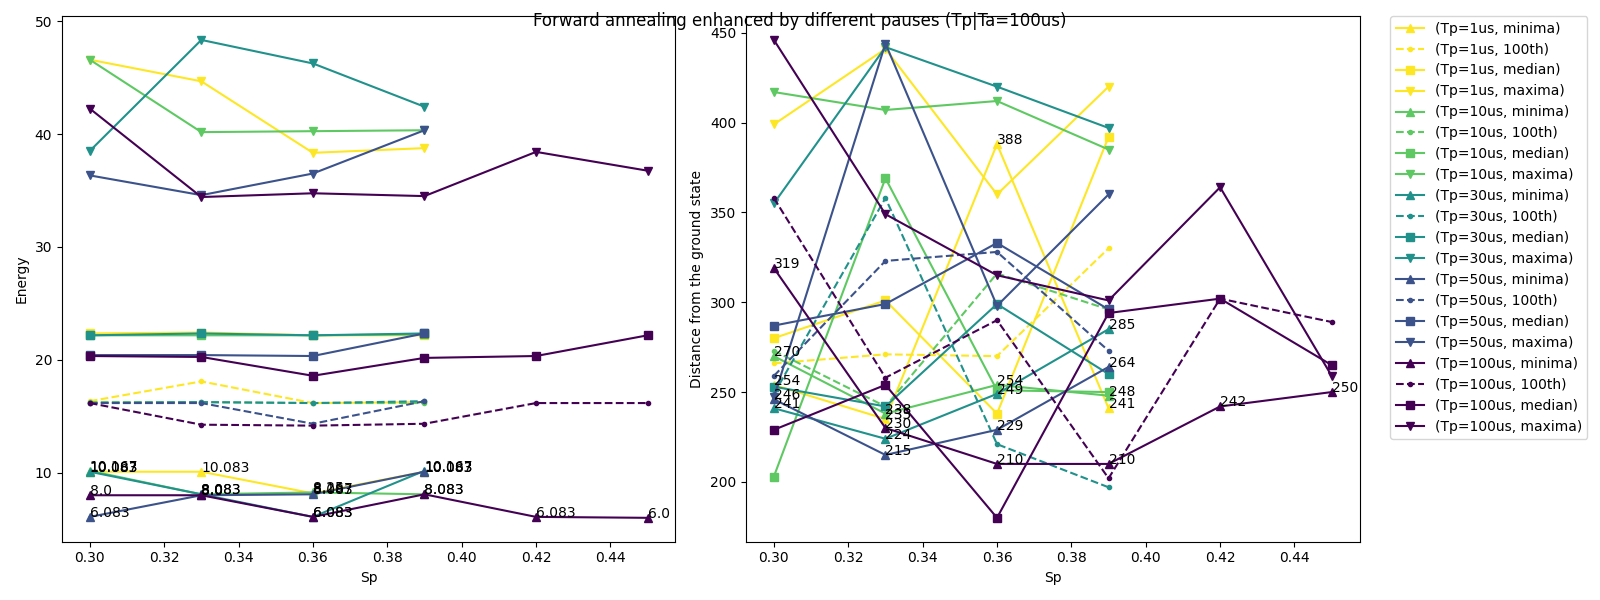 Forward annealing enhanced by different pauses (Tp|Ta=100us)
Energy
50
40
30
20
10
10.083
10.083
8.0
6.083
8.083
6.083
10.083
8.083
6.083
6.0
0.30
0.32
0.34
0.36
0.38
0.40
0.42
0.44
Sp
Distance from the ground state
450
400
350
300
250
200
388
319
270
254
246
241
238
235
230
224
215
254
249
229
210
285
264
248
241
210
242
250
0.30
0.32
0.34
0.36
0.38
0.40
0.42
0.44
Sp
(Tp=1us, minima)
(Tp=1us, 100th)
(Tp=1us, median)
(Tp=1us, maxima)
(Tp=10us, minima)
(Tp=10us, 100th)
(Tp=10us, median)
(Tp=10us, maxima)
(Tp=30us, minima)
(Tp=30us, 100th)
(Tp=30us, median)
(Tp=30us, maxima)
(Tp=50us, minima)
(Tp=50us, 100th)
(Tp=50us, median)
(Tp=50us, maxima)
(Tp=100us, minima)
(Tp=100us, 100th)
(Tp=100us, median)
(Tp=100us, maxima)